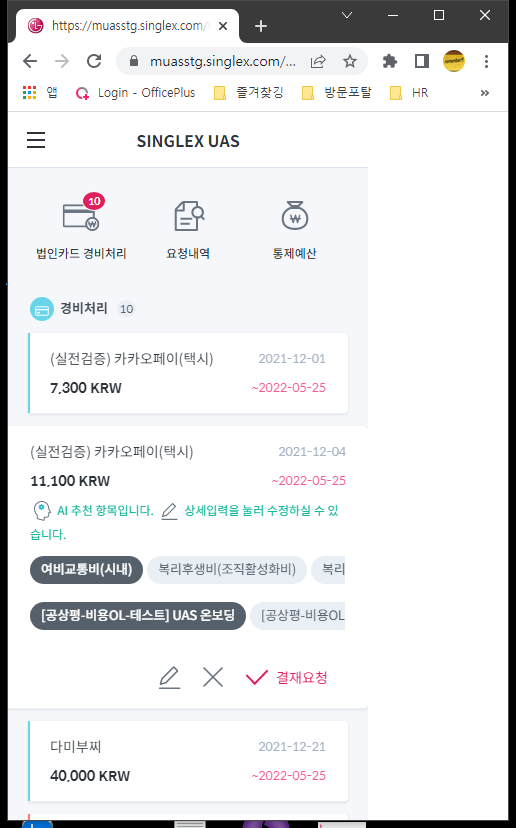 https://muasstg.singlex.com/
muasstg.singlex.com/...
앱
Login - OfficePlus
즐겨찾깅
방문포탈
HR
»
SINGLEX UAS
10
법인카드 경비처리
요청내역
통제예산
경비처리 10
(실전검증) 카카오페이(택시) 2021-12-01
7,300 KRW ~2022-05-25
(실전검증) 카카오페이(택시) 2021-12-04
11,100 KRW ~2022-05-25
AI 추천 항목입니다. 상세입력을 눌러 수정하실 수 있
습니다.
여비교통비(시내) 복리후생비(조직활성화비) 복리
[공상평-비용OL-테스트] UAS 온보딩 [공상평-비용OL
결재요청
다미부찌 2021-12-21
40,000 KRW ~2022-05-25